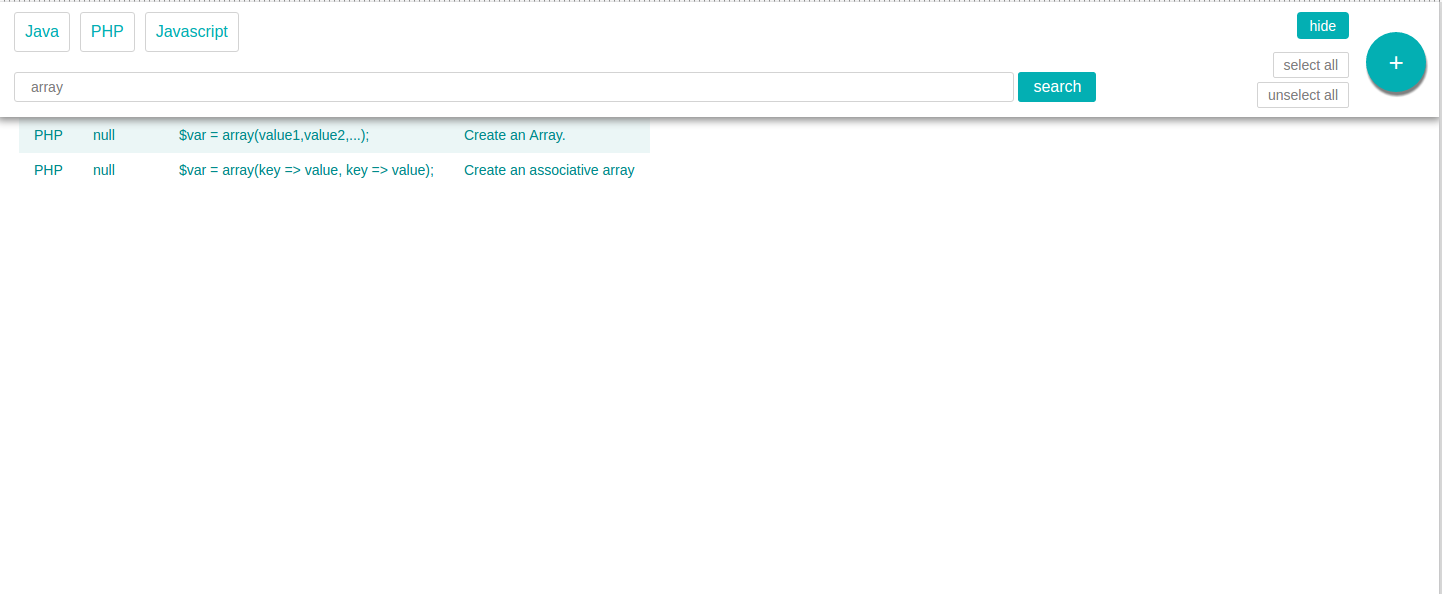 Java PHP Javascript hide
+
select all
array search
unselect all
PHP null $var = array(value1,value2,...); Create an Array.
PHP null $var = array(key => value, key => value); Create an associative array